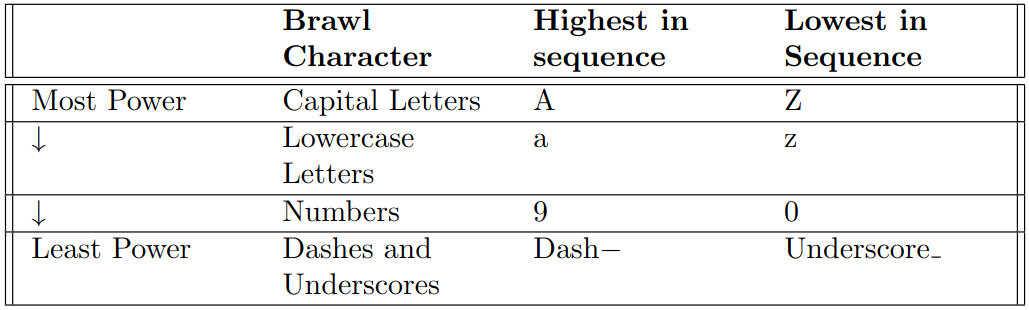 Brawl Character Highest in sequence Lowest in Sequence
Most Power Capital Letters A Z
↓ Lowercase Letters a z
↓ Numbers 9 0
Least Power Dashes and Underscores Dash− Underscore_